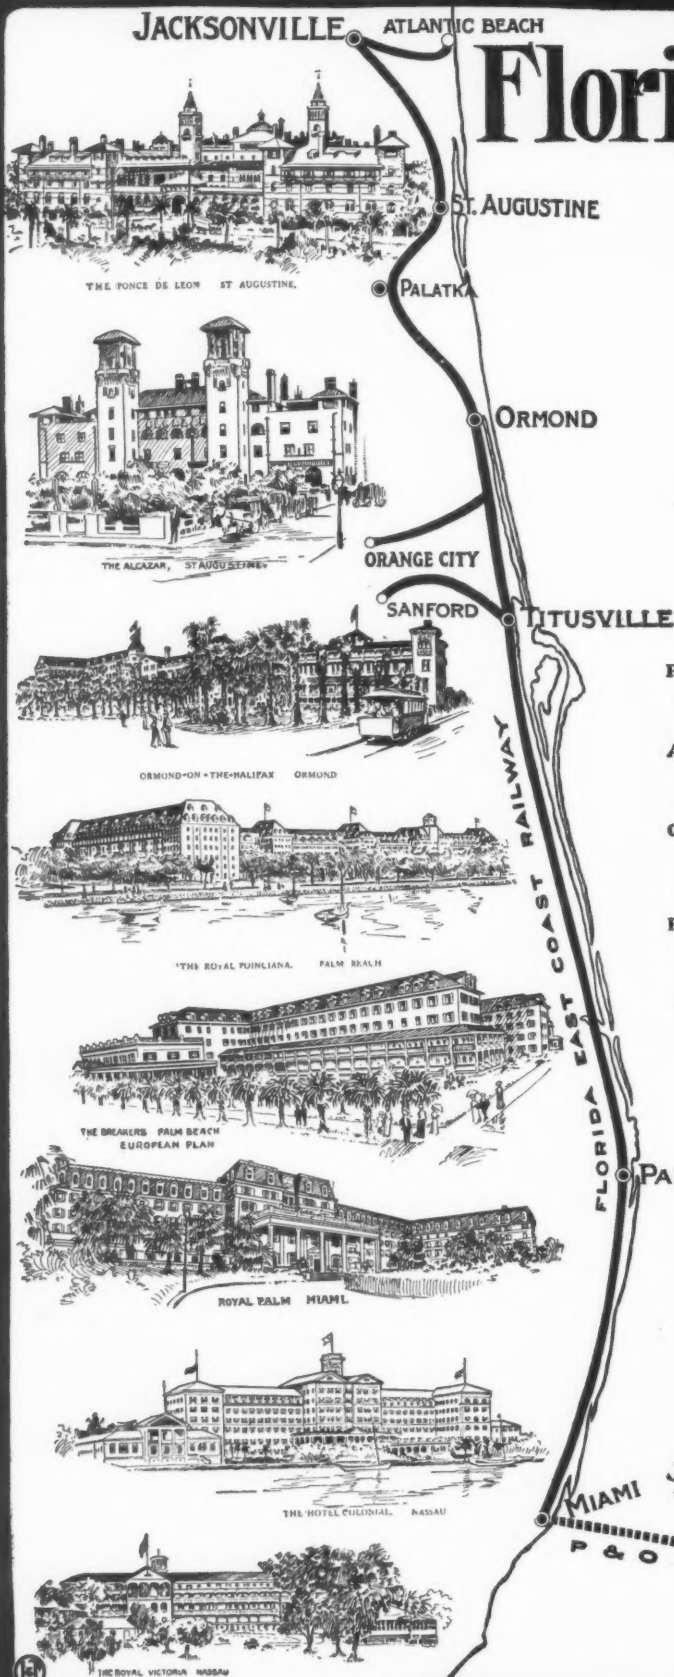 JACKSONVILLE
ATLANTIC BEACH
Flori
THE PONCE DE LEON ST AUGUSTINE.
ST. AUGUSTINE
PALATKA
ORMOND
THE ALCAZAR, ST AUGUSTINE.
ORANGE CITY
SANFORD
TITUSVILLE
ORMOND-ON-THE-HALIFAX ORMOND
THE ROYAL POINCIANA. PALM BEACH
FLORIDA EAST COAST RAILWAY
THE BREAKERS PALM BEACH
EUROPEAN PLAN
PA
ROYAL PALM MIAMI
THE HOTEL COLONIAL. NASSAU
MIAMI
P & O
THE ROYAL VICTORIA NASSAU